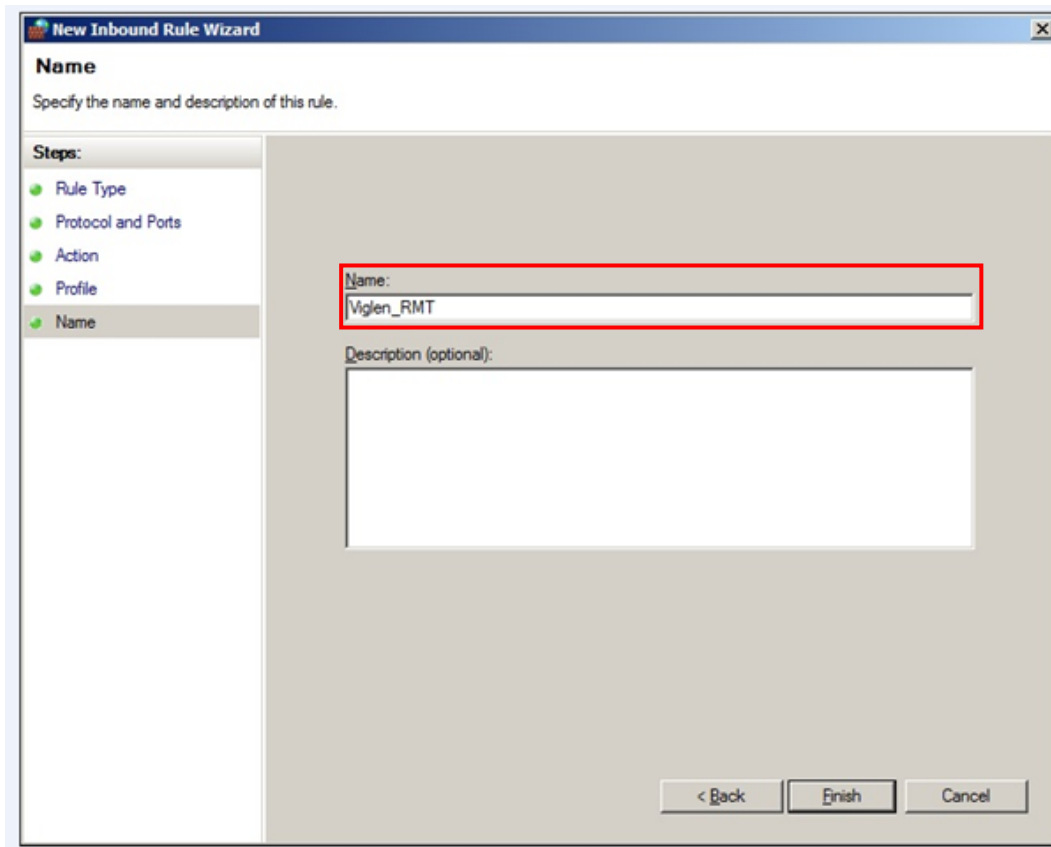 New Inbound Rule Wizard
Name
Specify the name and description of this rule.
Steps:
Rule Type
Protocol and Ports
Action
Profile
Name
Name:
Viglen_RMT
Description (optional):
< Back
Finish
Cancel